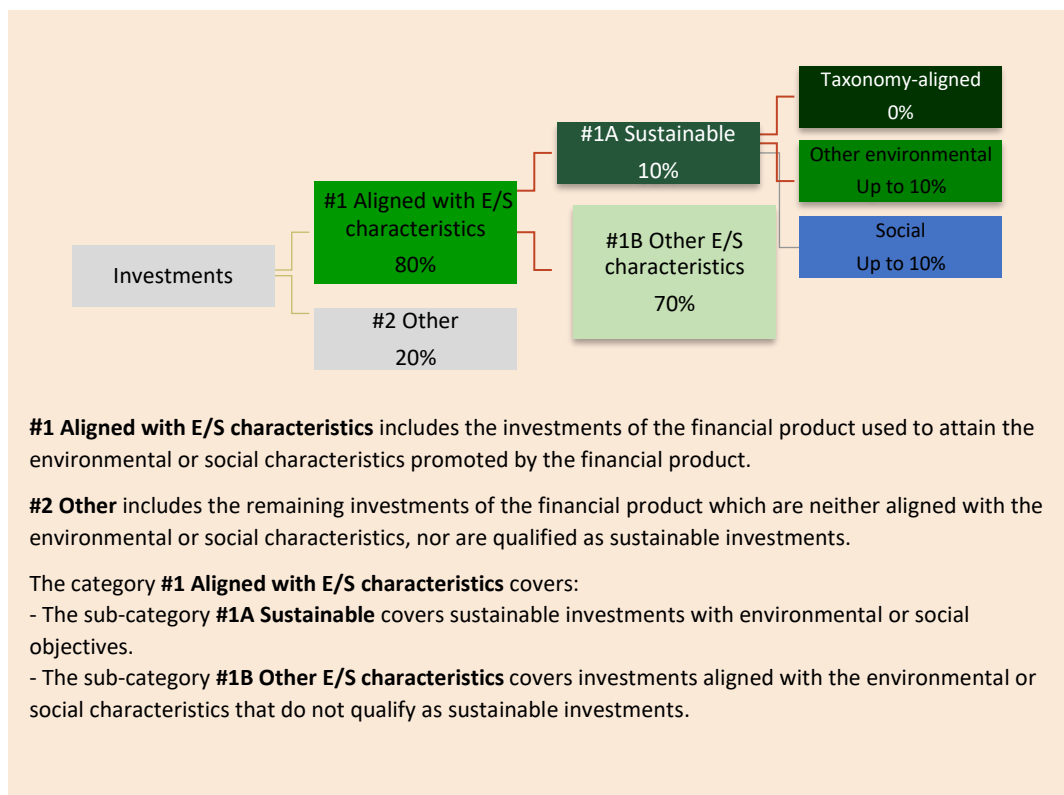 Taxonomy-aligned
0%
#1A Sustainable
10%
Other environmental
Up to 10%
#1 Aligned with E/S
characteristics
80%
#1B Other E/S
characteristics
70%
Social
Up to 10%
Investments
#2 Other
20%
#1 Aligned with E/S characteristics includes the investments of the financial product used to attain the
environmental or social characteristics promoted by the financial product.
#2 Other includes the remaining investments of the financial product which are neither aligned with the
environmental or social characteristics, nor are qualified as sustainable investments.
The category #1 Aligned with E/S characteristics covers:
- The sub-category #1A Sustainable covers sustainable investments with environmental or social
objectives.
- The sub-category #1B Other E/S characteristics covers investments aligned with the environmental or
social characteristics that do not qualify as sustainable investments.